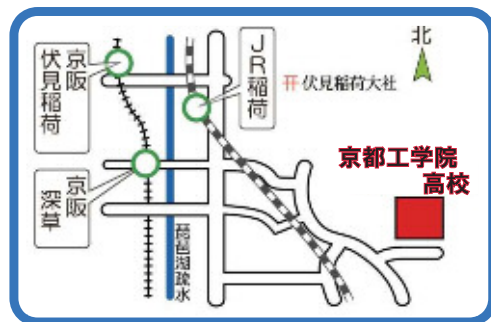 京阪
伏見稲荷
JR稲荷
北
伏見稲荷大社
京都工学院
高校
京阪
深草
琵琶湖疏水